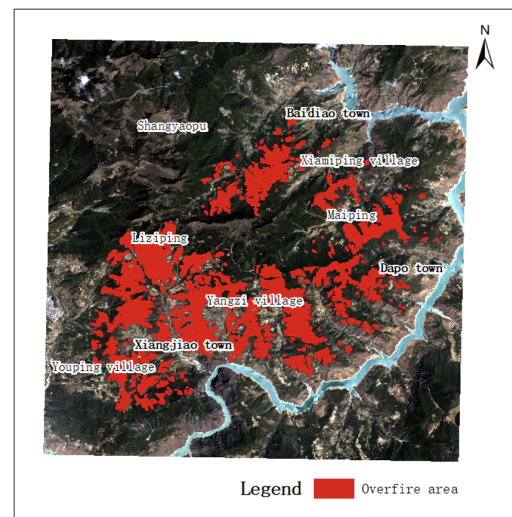 N
Baidiao town
Shangyaopu
Xiamiping village
Maiping
Liziping
Dapo town
Yangzi village
Xiangjiao town
Youping village
Legend
Overfire area